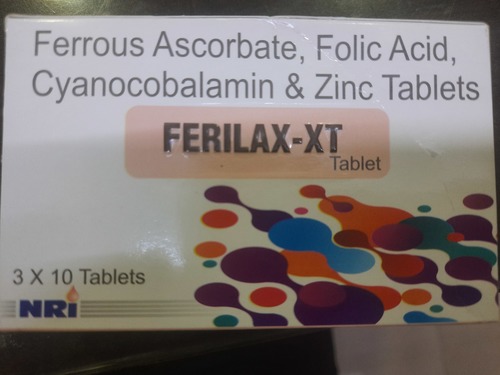 Ferrous Ascorbate, Folic Acid,
Cyanocobalamin & Zinc Tablets
FERILAX-XT
Tablet
3 X 10 Tablets
NRi